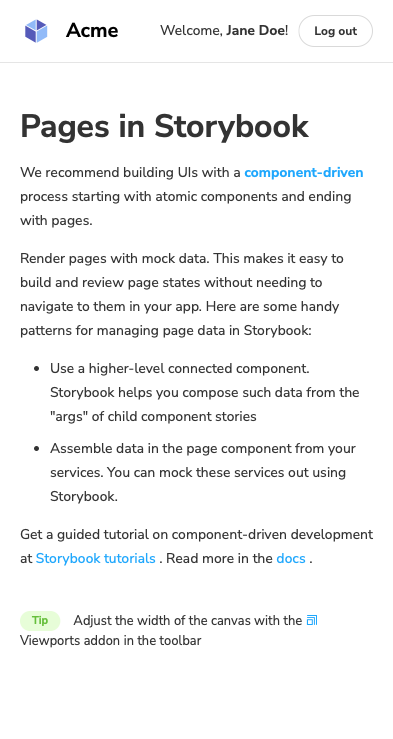 Acme
Welcome, Jane Doe!
Log out
Pages in Storybook
We recommend building UIs with a component-driven
process starting with atomic components and ending
with pages.
Render pages with mock data. This makes it easy to
build and review page states without needing to
navigate to them in your app. Here are some handy
patterns for managing page data in Storybook:
• Use a higher-level connected component.
Storybook helps you compose such data from the
"args" of child component stories
• Assemble data in the page component from your
services. You can mock these services out using
Storybook.
Get a guided tutorial on component-driven development
at Storybook tutorials . Read more in the docs .
Tip Adjust the width of the canvas with the
Viewports addon in the toolbar